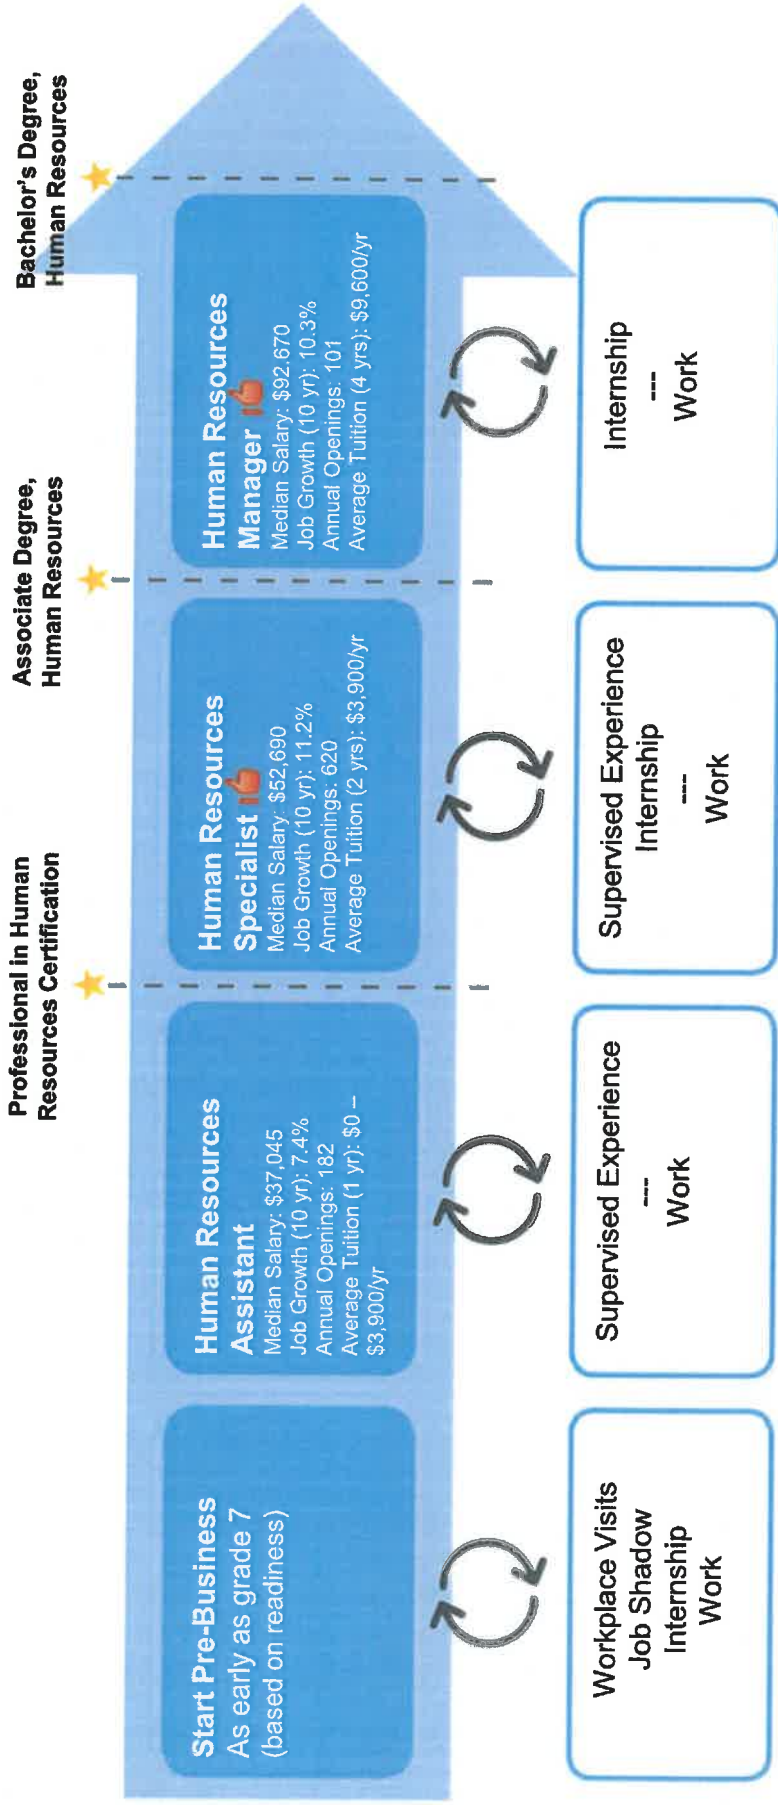 Professional in Human
Resources Certification
Associate Degree,
Human Resources
Bachelor's Degree,
Human Resources
Start Pre-Business
As early as grade 7
(based on readiness)
Human Resources
Assistant
Median Salary: $37,045
Job Growth (10 yr): 7.4%
Annual Openings: 182
Average Tuition (1 yr): $0 –
$3,900/yr
Human Resources
Specialist
Median Salary: $52,690
Job Growth (10 yr): 11.2%
Annual Openings: 620
Average Tuition (2 yrs): $3,900/yr
Human Resources
Manager
Median Salary: $92,670
Job Growth (10 yr): 10.3%
Annual Openings: 101
Average Tuition (4 yrs): $9,600/yr
Workplace Visits
Job Shadow
Internship
Work
Supervised Experience
---
Work
Supervised Experience
Internship
---
Work
Internship
---
Work